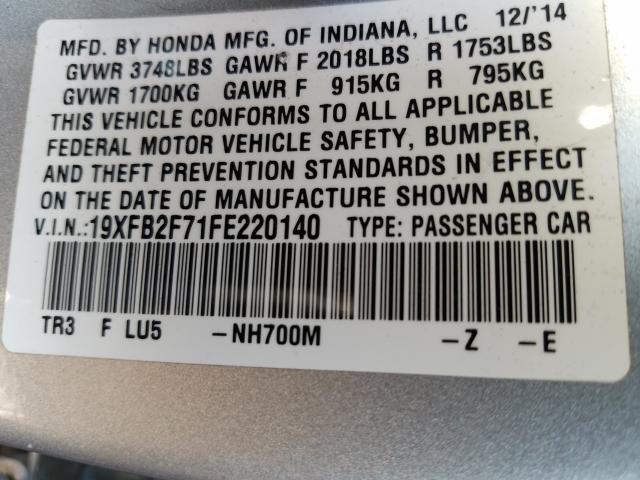 MFD. BY HONDA MFG. OF INDIANA, LLC 12/'14
GVWR 3748LBS GAWR F 2018LBS R 1753LBS
GVWR 1700KG GAWR F 915KG R 795KG
THIS VEHICLE CONFORMS TO ALL APPLICABLE
FEDERAL MOTOR VEHICLE SAFETY, BUMPER,
AND THEFT PREVENTION STANDARDS IN EFFECT
ON THE DATE OF MANUFACTURE SHOWN ABOVE.
V.I.N.:19XFB2F71FE220140 TYPE: PASSENGER CAR
TR3 F LU5 -NH700M -Z -E